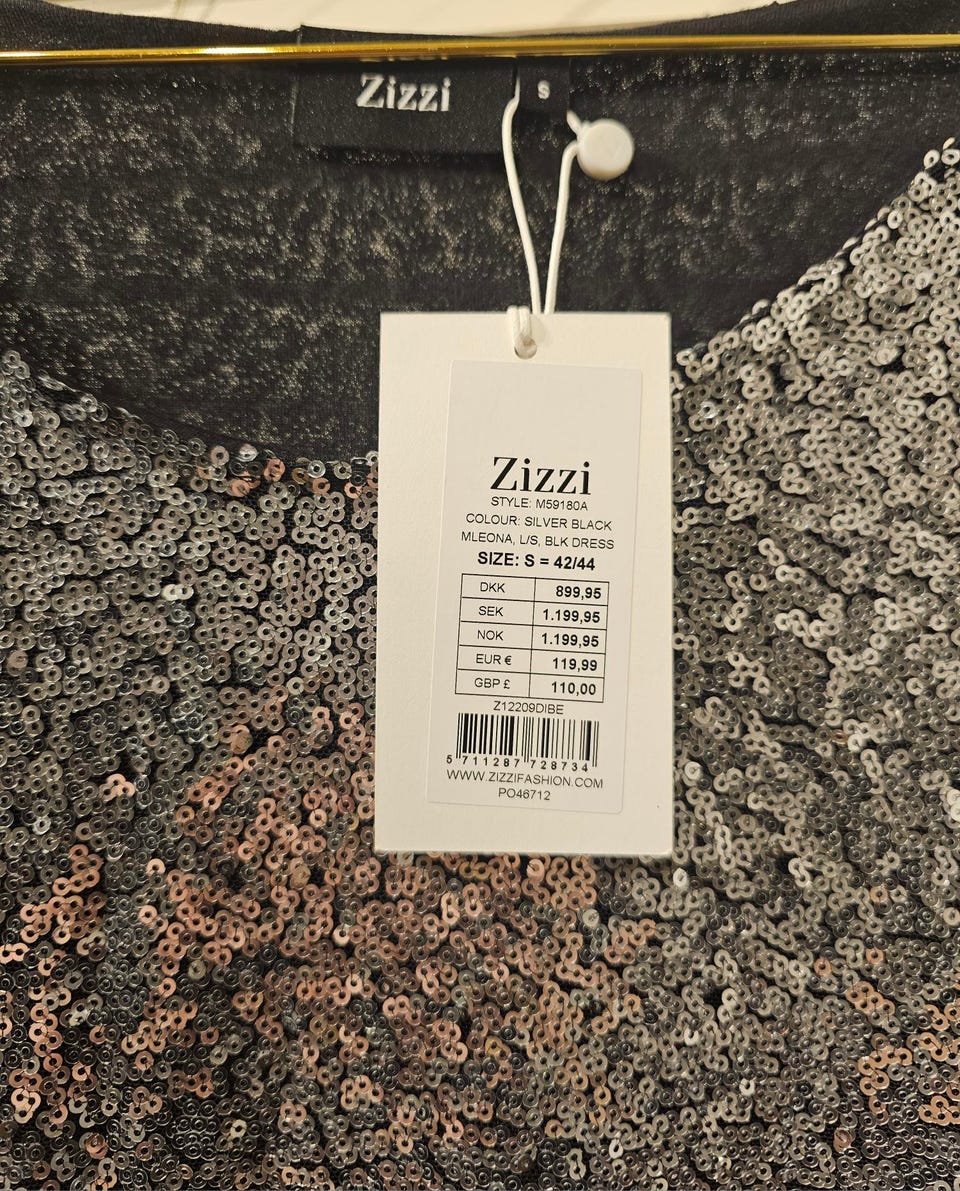 Zizzi
S
Zizzi
STYLE: M59180A
COLOUR: SILVER BLACK
MLEONA, L/S, BLK DRESS
SIZE: S = 42/44
DKK 899,95
SEK 1.199,95
NOK 1.199,95
EUR € 119,99
GBP £ 110,00
Z12209DIBE
5 711287 728734
WWW.ZIZZIFASHION.COM
PO46712